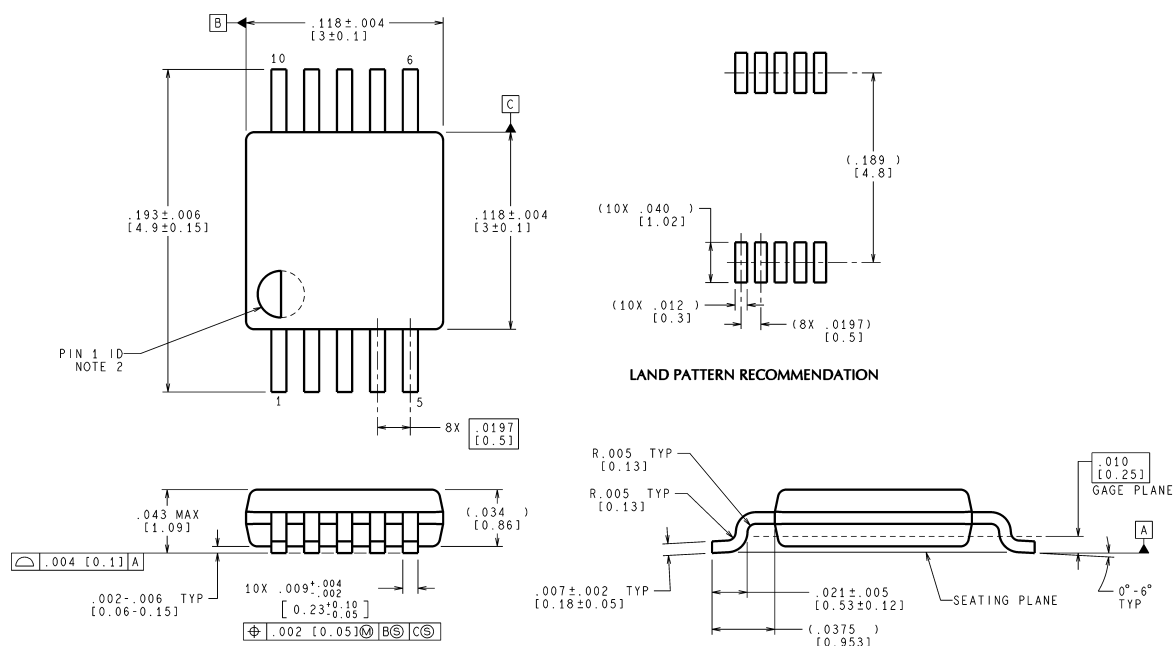 B
.118±.004
[3±0.1]
10
6
C
.193±.006
[4.9±0.15]
.118±.004
[3±0.1]
PIN 1 ID
NOTE 2
1
5
8X .0197
[0.5]
(.189 )
[4.8]
(10X .040 )
[1.02]
(10X .012 )
[0.3]
(8X .0197)
[0.5]
LAND PATTERN RECOMMENDATION
.043 MAX
[1.09]
(.034 )
[0.86]
⌓ .004 [0.1] A
.002-.006 TYP
[0.06-0.15]
10X .009+.004 -.002
[ 0.23+0.10 -0.05 ]
⌖ .002 [0.05]Ⓜ BⓈ CⓈ
R.005 TYP
[0.13]
R.005 TYP
[0.13]
.010
[0.25]
GAGE PLANE
A
.007±.002 TYP
[0.18±0.05]
.021±.005
[0.53±0.12]
(.0375 )
[0.953]
SEATING PLANE
0°-6°
TYP